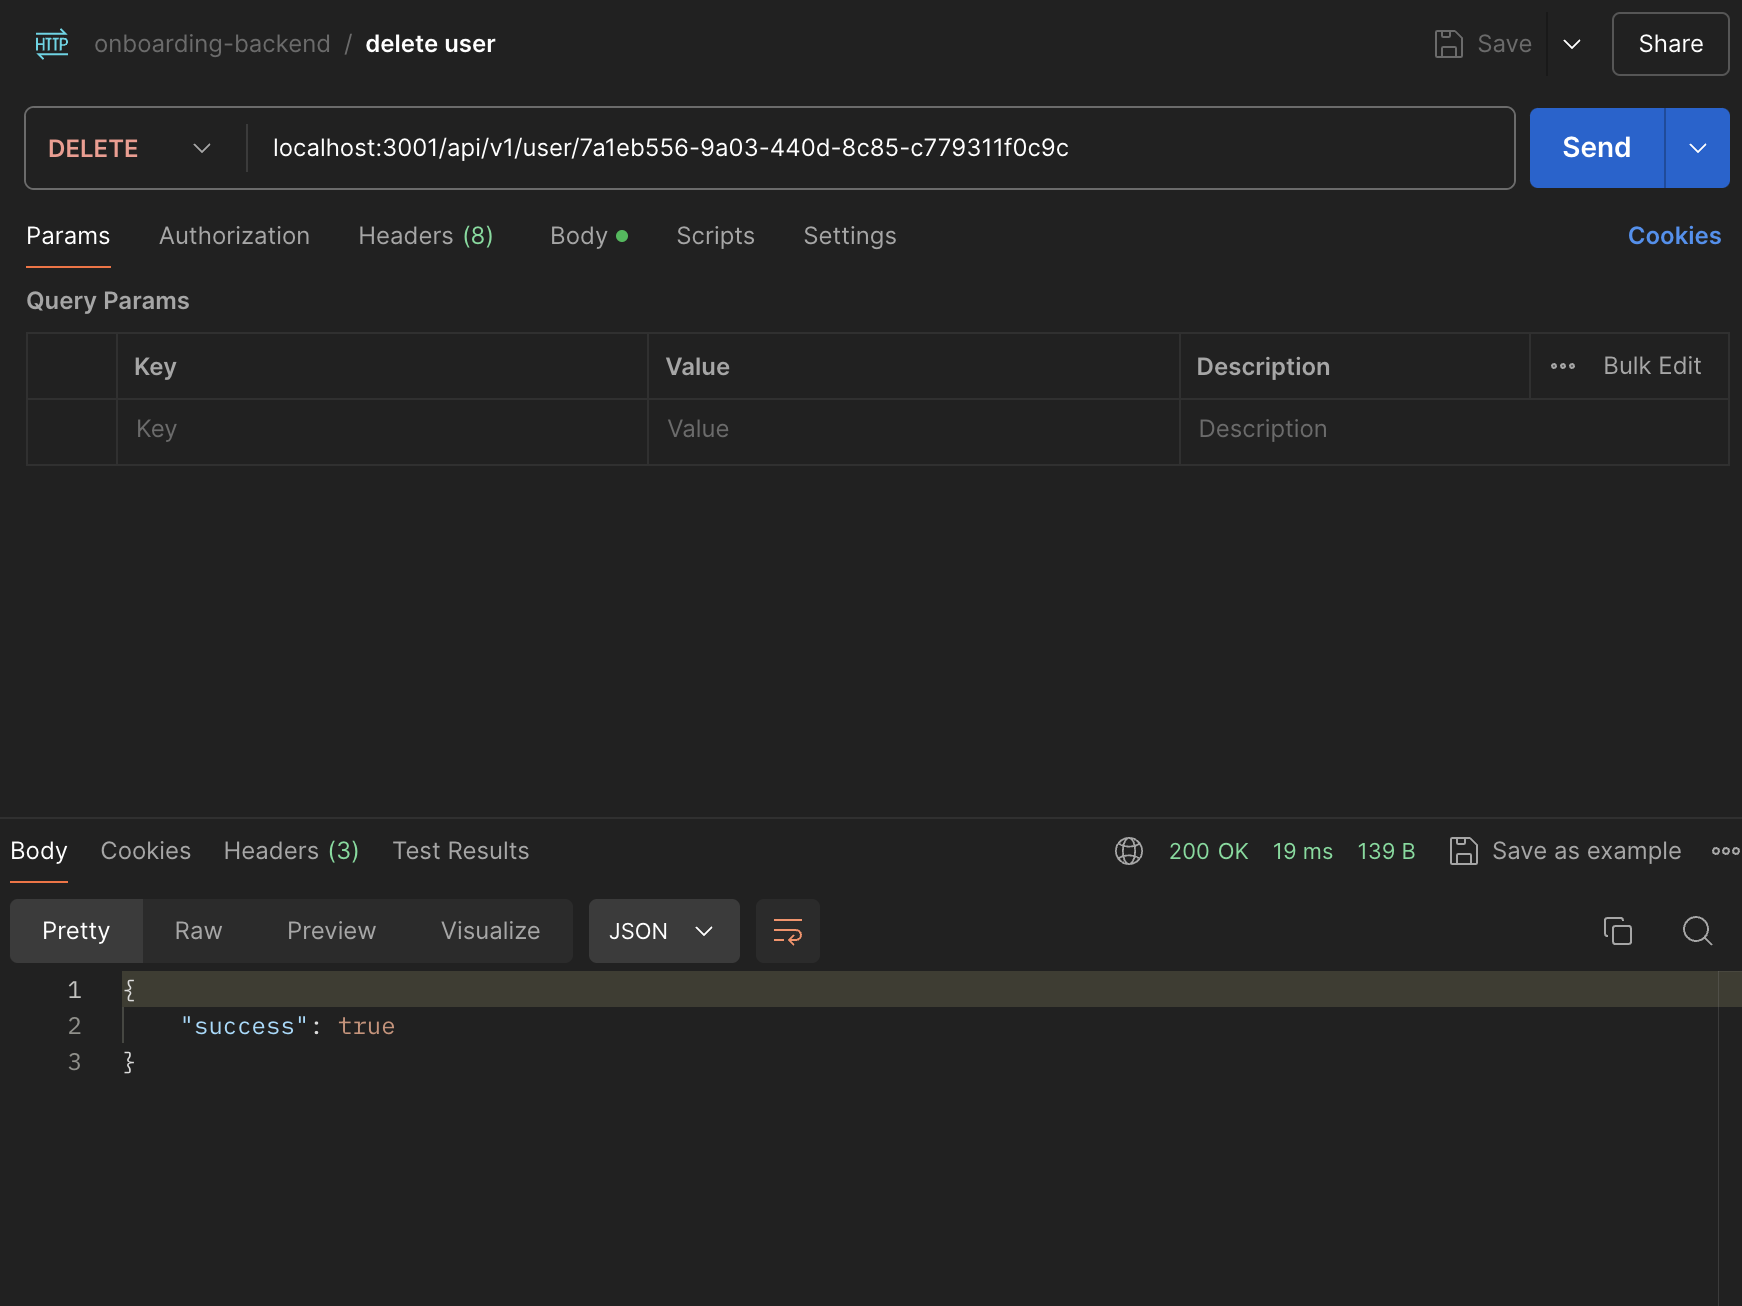 HTTP onboarding-backend / delete user Save Share
DELETE localhost:3001/api/v1/user/7a1eb556-9a03-440d-8c85-c779311f0c9c Send
Params Authorization Headers (8) Body Scripts Settings Cookies
Query Params
Key Value Description Bulk Edit
Key Value Description
Body Cookies Headers (3) Test Results 200 OK 19 ms 139 B Save as example
Pretty Raw Preview Visualize JSON
1 {
2 "success": true
3 }